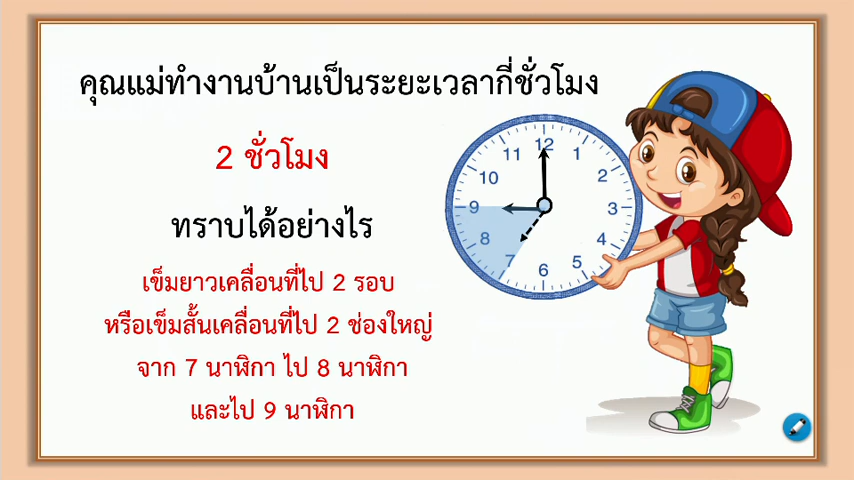 คุณแม่ทำงานบ้านเป็นระยะเวลากี่ชั่วโมง
2 ชั่วโมง
ทราบได้อย่างไร
เข็มยาวเคลื่อนที่ไป 2 รอบ
หรือเข็มสั้นเคลื่อนที่ไป 2 ช่องใหญ่
จาก 7 นาฬิกา ไป 8 นาฬิกา
และไป 9 นาฬิกา
12
1
2
3
4
5
6
7
8
9
10
11